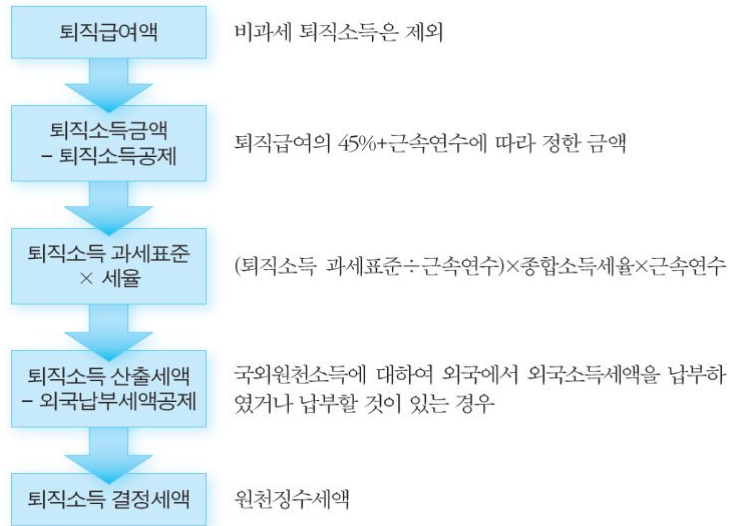 퇴직급여액
비과세 퇴직소득은 제외
퇴직소득금액
– 퇴직소득공제
퇴직급여의 45%+근속연수에 따라 정한 금액
퇴직소득 과세표준
× 세율
(퇴직소득 과세표준÷근속연수)×종합소득세율×근속연수
퇴직소득 산출세액
– 외국납부세액공제
국외원천소득에 대하여 외국에서 외국소득세액을 납부하
였거나 납부할 것이 있는 경우
퇴직소득 결정세액
원천징수세액